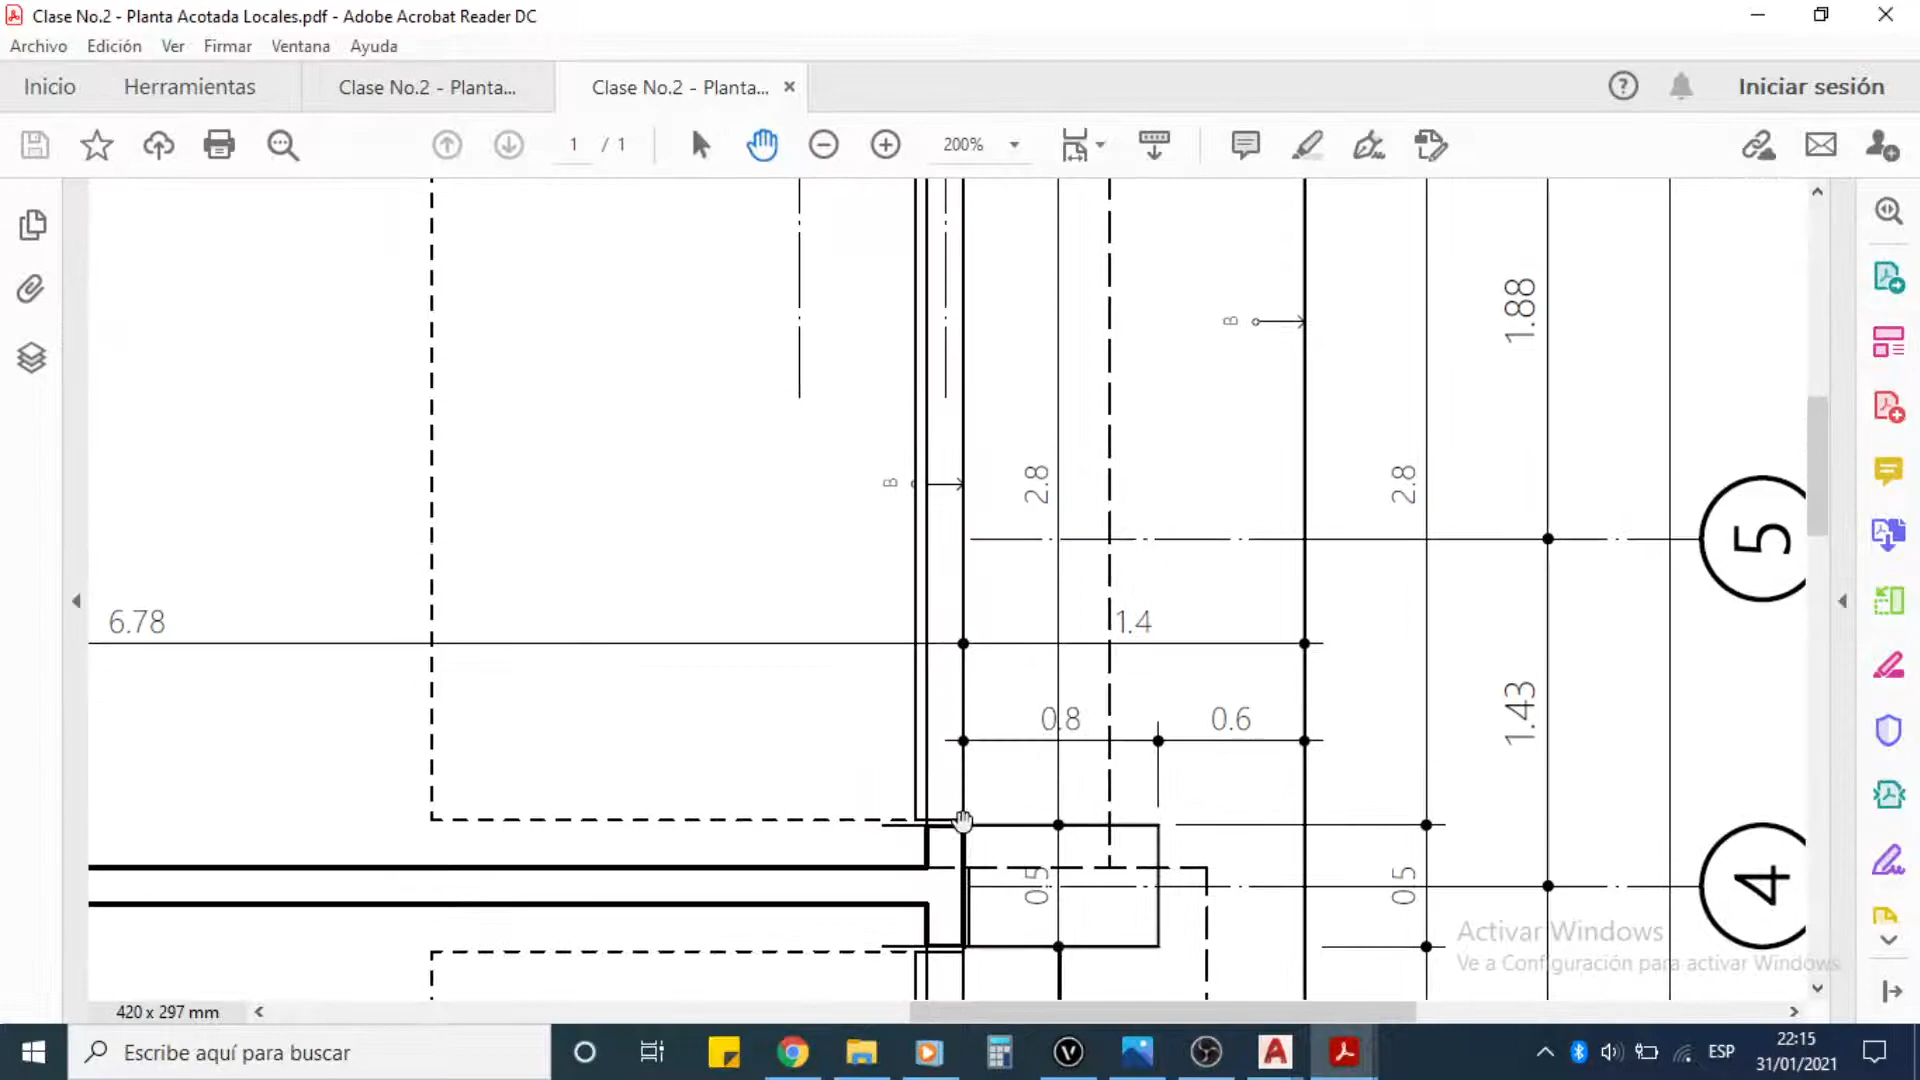 Clase No.2 - Planta Acotada Locales.pdf - Adobe Acrobat Reader DC
Archivo Edición Ver Firmar Ventana Ayuda
Inicio Herramientas Clase No.2 - Planta... Clase No.2 - Planta... × ? Iniciar sesión
1 / 1 200%
1.88
B
2.8
2.8
B
5
6.78
1.4
1.43
0.8
0.6
0.5
0.5
4
Activar Windows
Ve a Configuración para activar Windows.
420 x 297 mm
Escribe aquí para buscar
ESP
22:15
31/01/2021